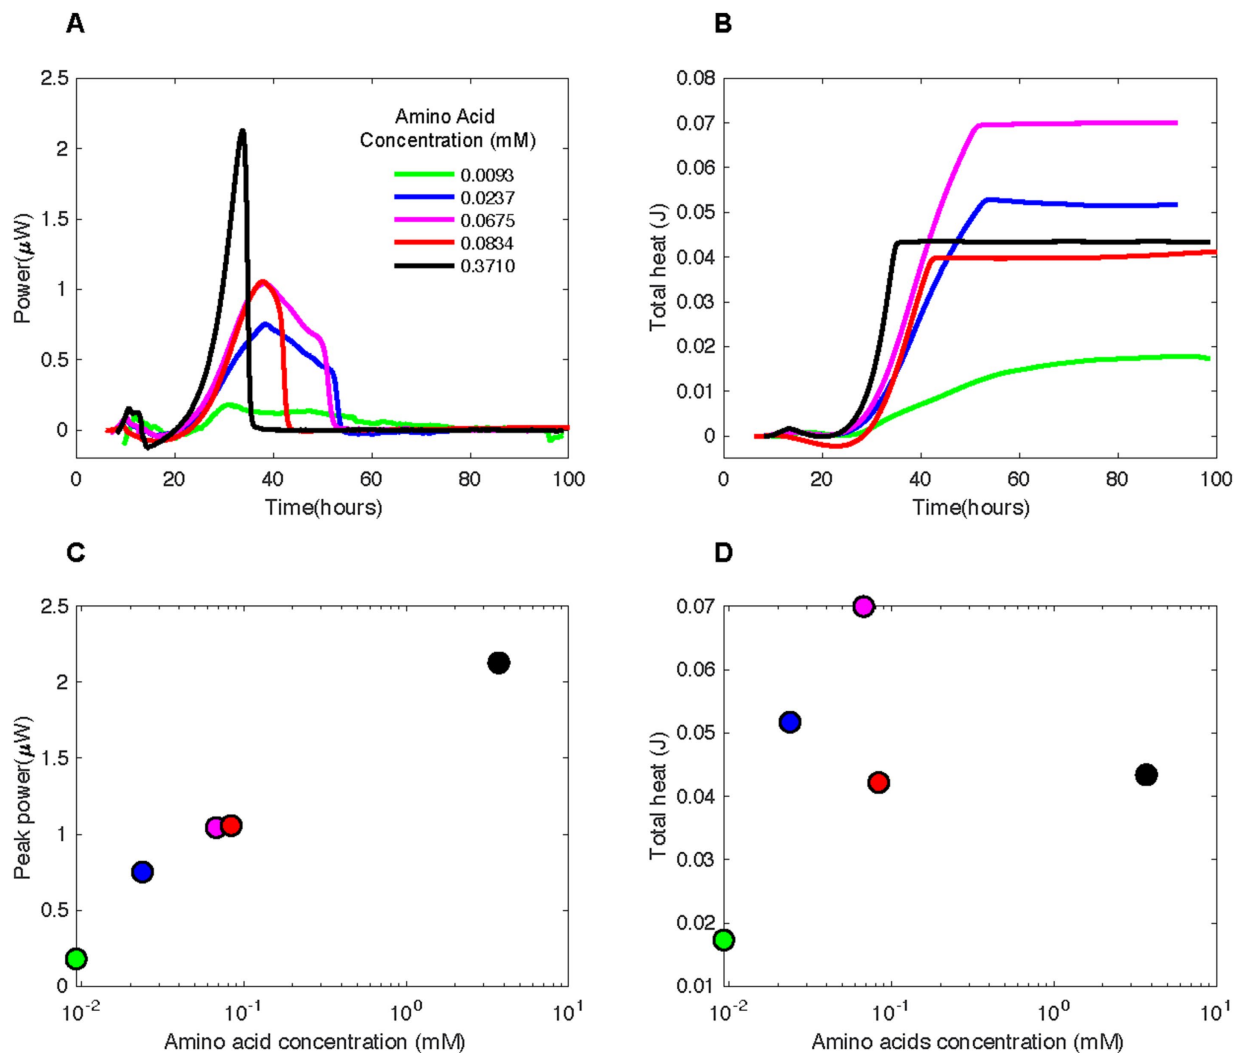 A
2.5
2
1.5
1
0.5
0
Power(μW)
0 20 40 60 80 100
Time(hours)
Amino Acid
Concentration (mM)
0.0093
0.0237
0.0675
0.0834
0.3710
B
0.08
0.07
0.06
0.05
0.04
0.03
0.02
0.01
0
Total heat (J)
0 20 40 60 80 100
Time(hours)
C
2.5
2
1.5
1
0.5
0
Peak power(μW)
10⁻² 10⁻¹ 10⁰ 10¹
Amino acid concentration (mM)
D
0.07
0.06
0.05
0.04
0.03
0.02
0.01
Total heat (J)
10⁻² 10⁻¹ 10⁰ 10¹
Amino acids concentration (mM)